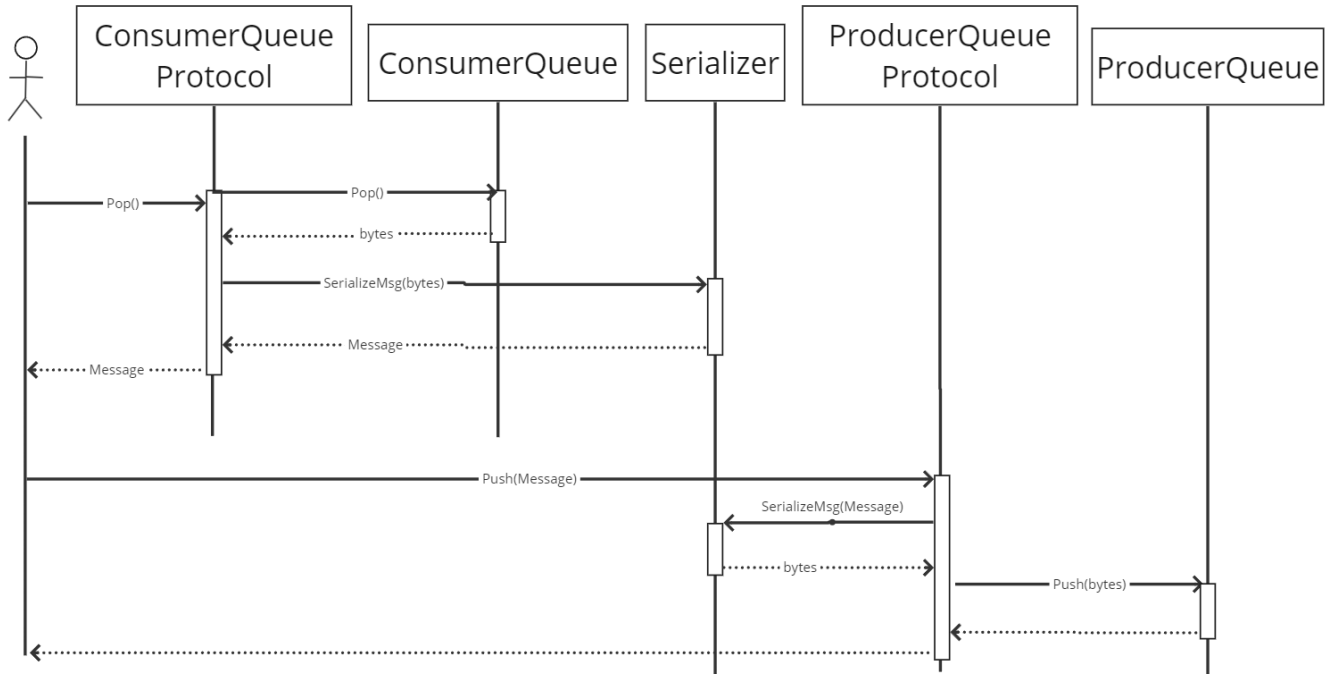 ConsumerQueue
Protocol
ConsumerQueue
Serializer
ProducerQueue
Protocol
ProducerQueue
Pop()
Pop()
bytes
SerializeMsg(bytes)
Message
Message
Push(Message)
SerializeMsg(Message)
bytes
Push(bytes)